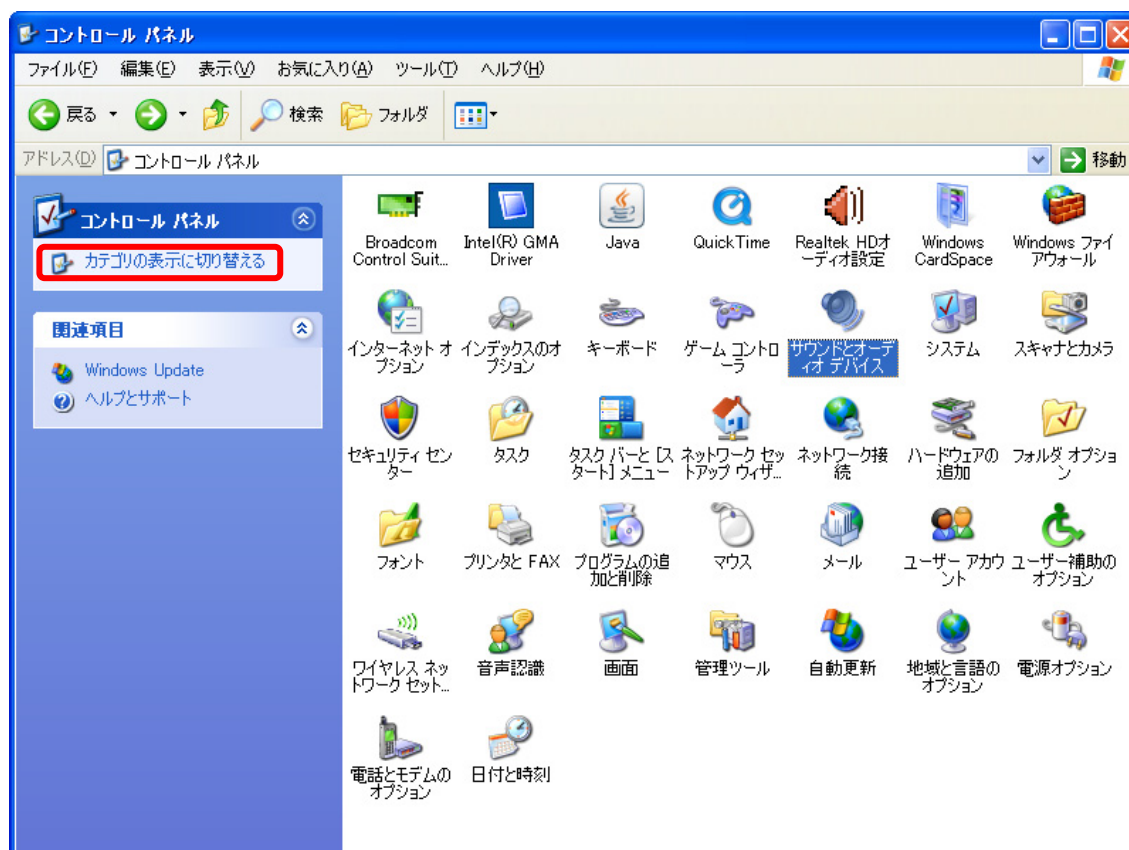 コントロール パネル
ファイル(F) 編集(E) 表示(V) お気に入り(A) ツール(T) ヘルプ(H)
戻る 検索 フォルダ
アドレス(D) コントロール パネル 移動
コントロール パネル
カテゴリの表示に切り替える
関連項目
Windows Update
ヘルプとサポート
Broadcom
Control Suit...
Intel(R) GMA
Driver
Java
QuickTime
Realtek HDオ
ーディオ設定
Windows
CardSpace
Windows ファイ
アウォール
インターネット オ
プション
インデックスのオ
プション
キーボード
ゲーム コントロ
ーラ
サウンドとオーデ
ィオ デバイス
システム
スキャナとカメラ
セキュリティ セン
ター
タスク
タスク バーと [ス
タート] メニュー
ネットワーク セッ
トアップ ウィザ...
ネットワーク接
続
ハードウェアの
追加
フォルダ オプショ
ン
フォント
プリンタと FAX
プログラムの追
加と削除
マウス
メール
ユーザー アカウ
ント
ユーザー補助の
オプション
ワイヤレス ネッ
トワーク セット...
音声認識
画面
管理ツール
自動更新
地域と言語の
オプション
電源オプション
電話とモデムの
オプション
日付と時刻